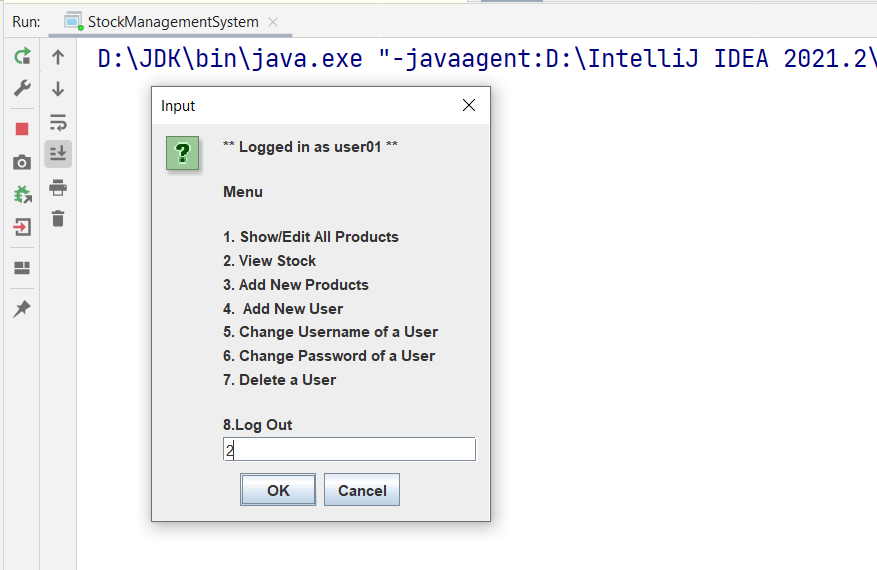 Run: StockManagementSystem
D:\JDK\bin\java.exe "-javaagent:D:\IntelliJ IDEA 2021.2\
Input
?
** Logged in as user01 **
Menu
1. Show/Edit All Products
2. View Stock
3. Add New Products
4.  Add New User
5. Change Username of a User
6. Change Password of a User
7. Delete a User
8.Log Out
2
OK Cancel